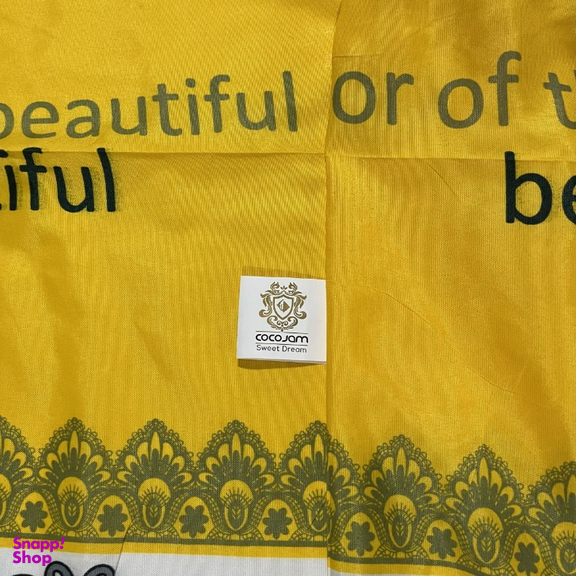 beautiful or of t
iful be
COCOJAM
Sweet Dream
Snapp!
Shop